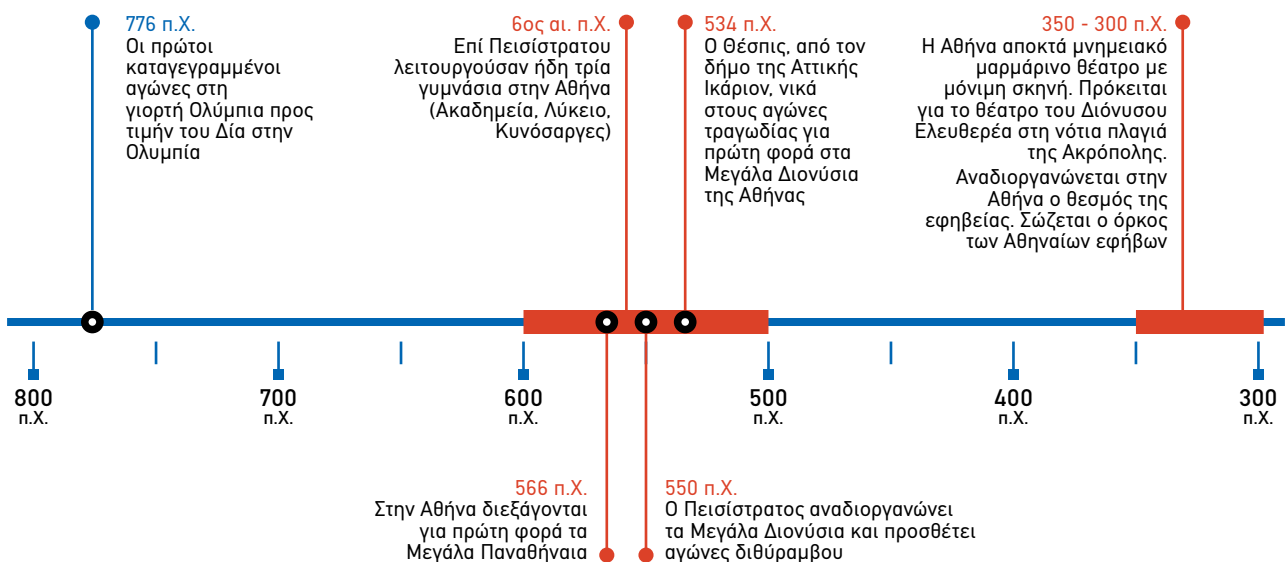 776 π.Χ.
Οι πρώτοι
καταγεγραμμένοι
αγώνες στη
γιορτή Ολύμπια προς
τιμήν του Δία στην
Ολυμπία
6ος αι. π.Χ.
Επί Πεισίστρατου
λειτουργούσαν ήδη τρία
γυμνάσια στην Αθήνα
(Ακαδημεία, Λύκειο,
Κυνόσαργες)
534 π.Χ.
Ο Θέσπις, από τον
δήμο της Αττικής
Ικάριον, νικά
στους αγώνες
τραγωδίας για
πρώτη φορά στα
Μεγάλα Διονύσια
της Αθήνας
350 - 300 π.Χ.
Η Αθήνα αποκτά μνημειακό
μαρμάρινο θέατρο με
μόνιμη σκηνή. Πρόκειται
για το θέατρο του Διόνυσου
Ελευθερέα στη νότια πλαγιά
της Ακρόπολης.
Αναδιοργανώνεται στην
Αθήνα ο θεσμός της
εφηβείας. Σώζεται ο όρκος
των Αθηναίων εφήβων
800
π.Χ.
700
π.Χ.
600
π.Χ.
500
π.Χ.
400
π.Χ.
300
π.Χ.
566 π.Χ.
Στην Αθήνα διεξάγονται
για πρώτη φορά τα
Μεγάλα Παναθήναια
550 π.Χ.
Ο Πεισίστρατος αναδιοργανώνει
τα Μεγάλα Διονύσια και προσθέτει
αγώνες διθύραμβου